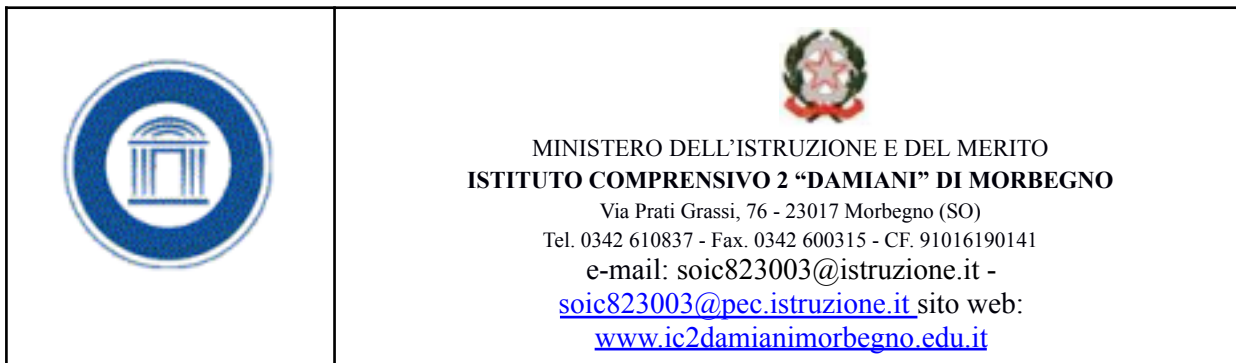 MINISTERO DELL’ISTRUZIONE E DEL MERITO
ISTITUTO COMPRENSIVO 2 “DAMIANI” DI MORBEGNO
Via Prati Grassi, 76 - 23017 Morbegno (SO)
Tel. 0342 610837 - Fax. 0342 600315 - CF. 91016190141
e-mail: soic823003@istruzione.it -
soic823003@pec.istruzione.it sito web:
www.ic2damianimorbegno.edu.it